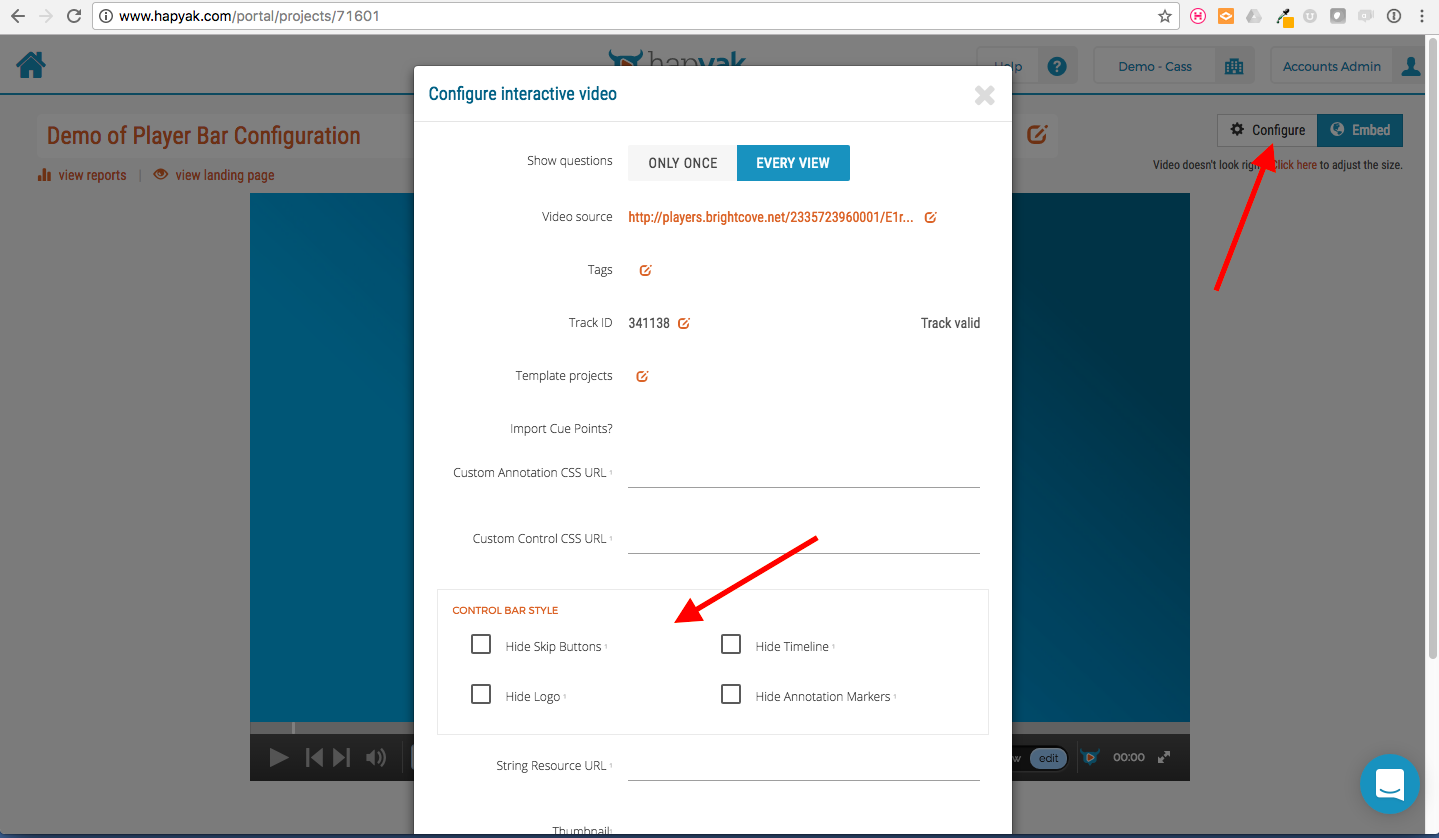 www.hapyak.com/portal/projects/71601
hapyak
Help
Demo - Cass
Accounts Admin
Configure interactive video
Demo of Player Bar Configuration
Configure
Embed
view reports | view landing page
Video doesn't look right? Click here to adjust the size.
Show questions ONLY ONCE EVERY VIEW
Video source http://players.brightcove.net/2335723960001/E1r...
Tags
Track ID 341138 Track valid
Template projects
Import Cue Points?
Custom Annotation CSS URL
Custom Control CSS URL
CONTROL BAR STYLE
Hide Skip Buttons Hide Timeline
Hide Logo Hide Annotation Markers
edit 00:00
String Resource URL
Thumbnail: